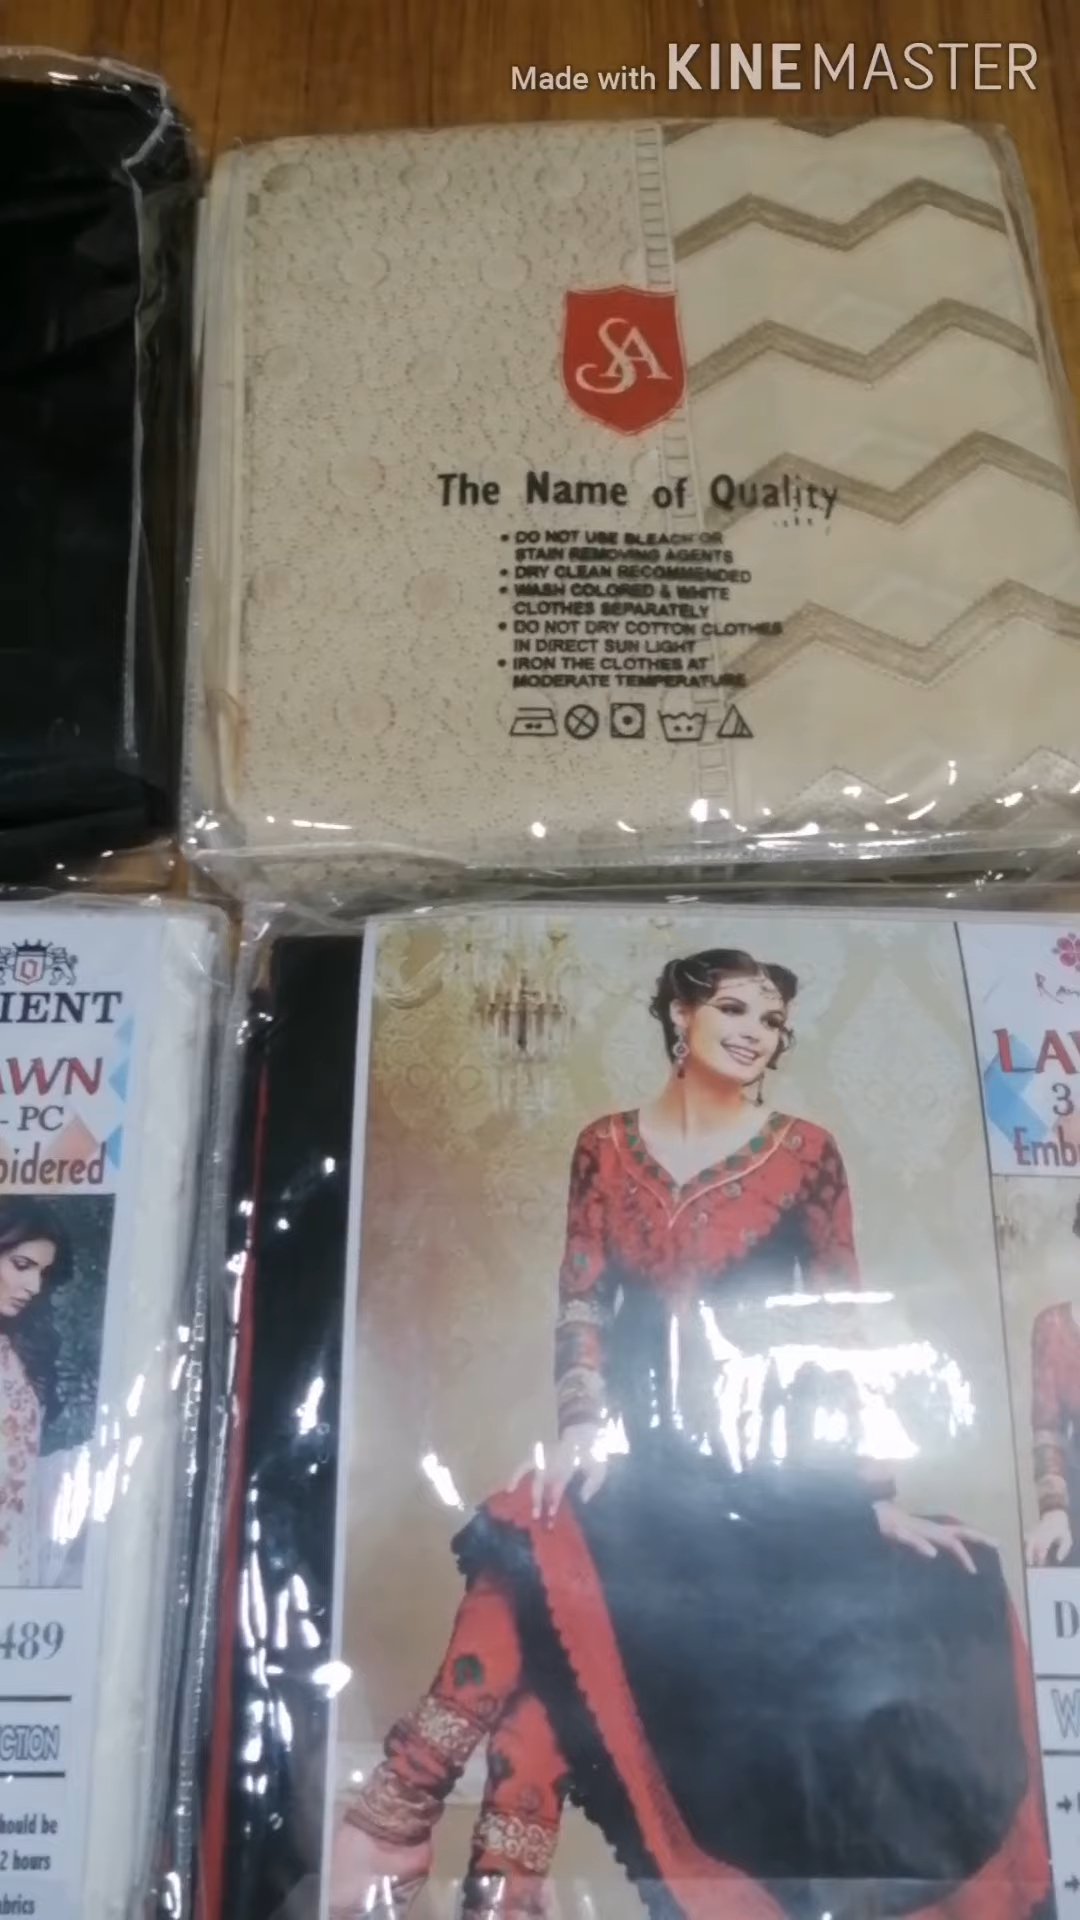 Made with KINEMASTER
SA
The Name of Quality
• DO NOT USE BLEACH OR
STAIN REMOVING AGENTS
• DRY CLEAN RECOMMENDED
• WASH COLORED & WHITE
CLOTHES SEPARATELY
• DO NOT DRY COTTON CLOTHES
IN DIRECT SUN LIGHT
• IRON THE CLOTHES AT
MODERATE TEMPERATURE
IENT
AWN
- PC
oidered
489
CTION
hould be
2 hours
abrics
LA
3
Emb
D
W